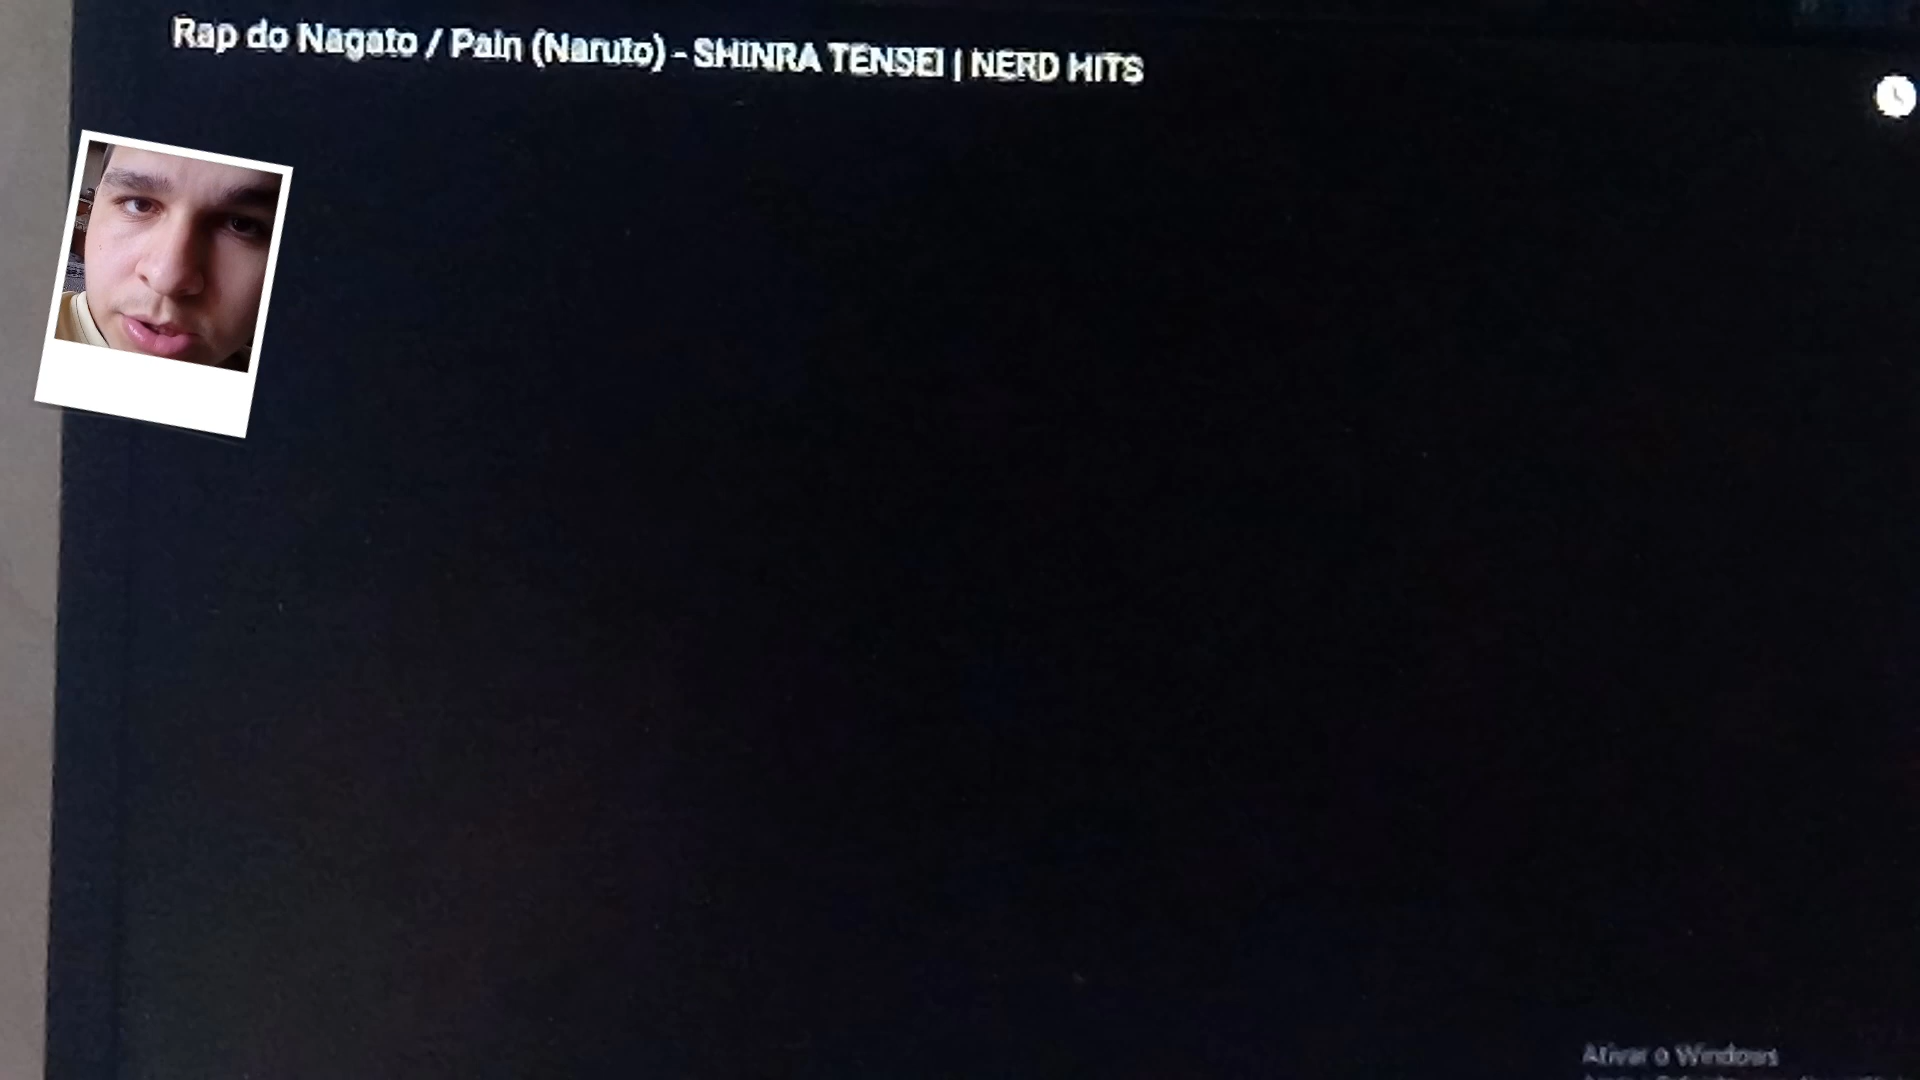 Rap do Nagato / Pain (Naruto) - SHINRA TENSEI | NERD HITS
Ativar o Windows